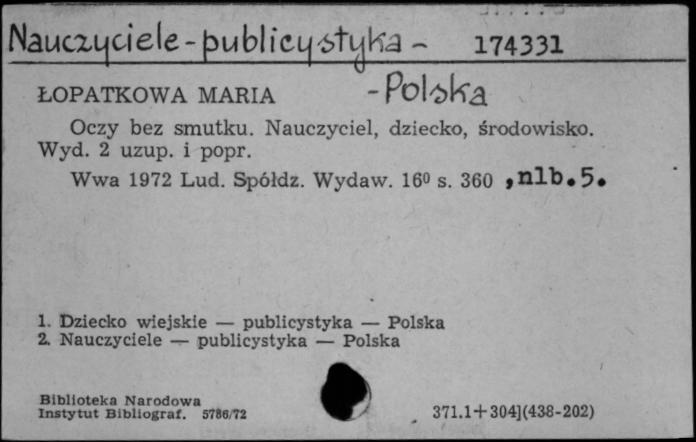 Nauczyciele - publicystyka - 174331
- Polska
ŁOPATKOWA MARIA
Oczy bez smutku. Nauczyciel, dziecko, środowisko.
Wyd. 2 uzup. i popr.
Wwa 1972 Lud. Spółdz. Wydaw. 16⁰ s. 360 , nlb. 5.
1. Dziecko wiejskie — publicystyka — Polska
2. Nauczyciele — publicystyka — Polska
Biblioteka Narodowa
Instytut Bibliograf. 5786/72
371.1+304](438-202)